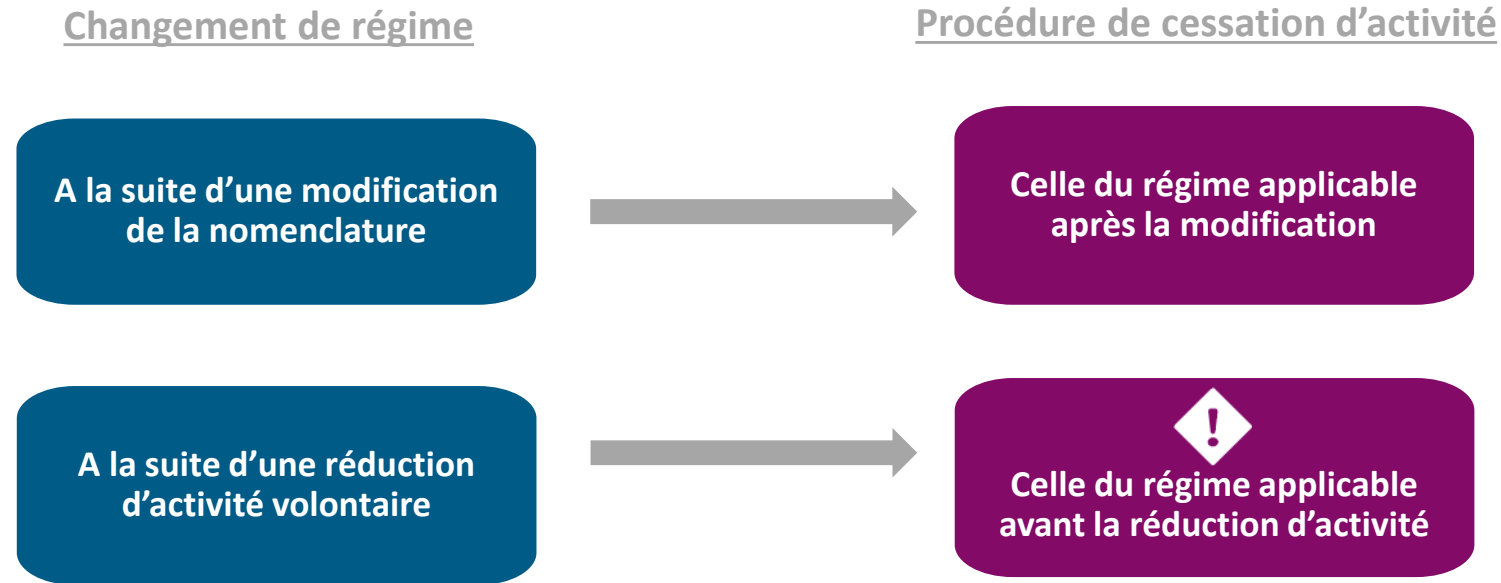 Changement de régime
Procédure de cessation d’activité
A la suite d’une modification
de la nomenclature
Celle du régime applicable
après la modification
A la suite d’une réduction
d’activité volontaire
!
Celle du régime applicable
avant la réduction d’activité